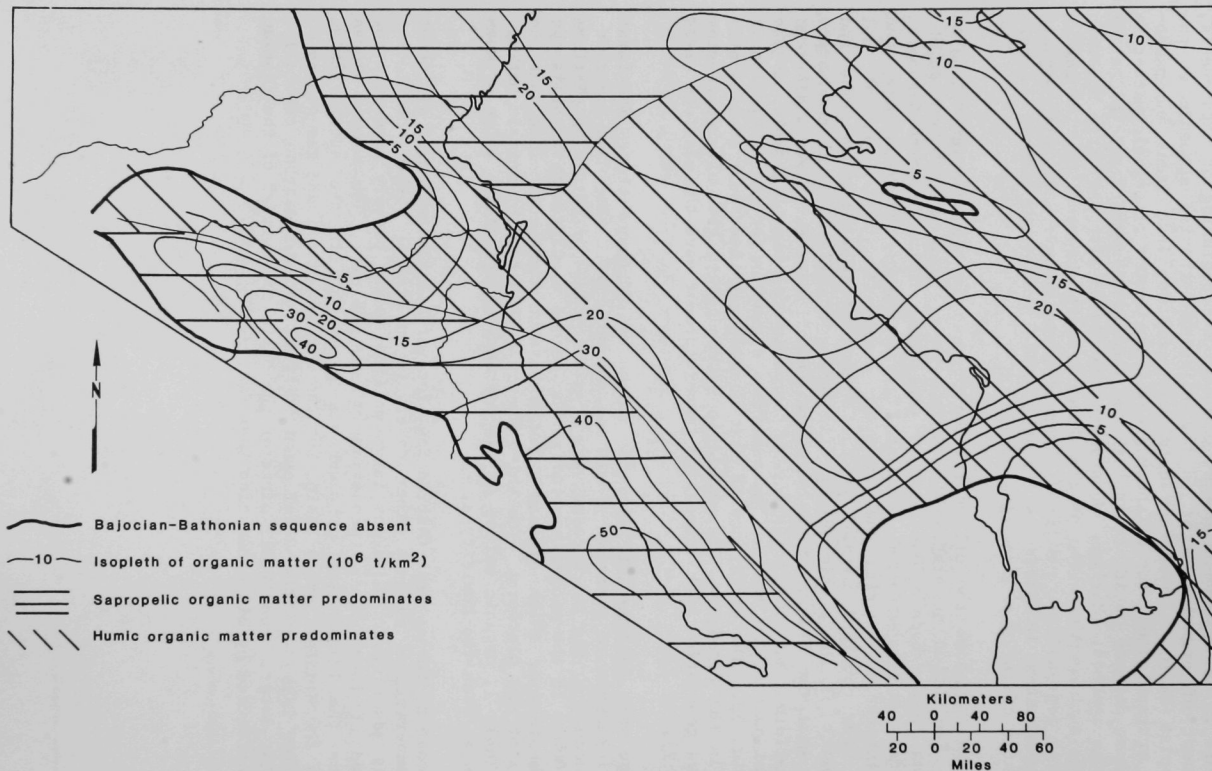 15
10
10
15
20
15
10
5
5
5
10
30
20
40
15
20
30
15
20
10
5
40
50
15
N
Bajocian-Bathonian sequence absent
10 Isopleth of organic matter (10⁶ t/km²)
Sapropelic organic matter predominates
Humic organic matter predominates
Kilometers
40 0 40 80
20 0 20 40 60
Miles